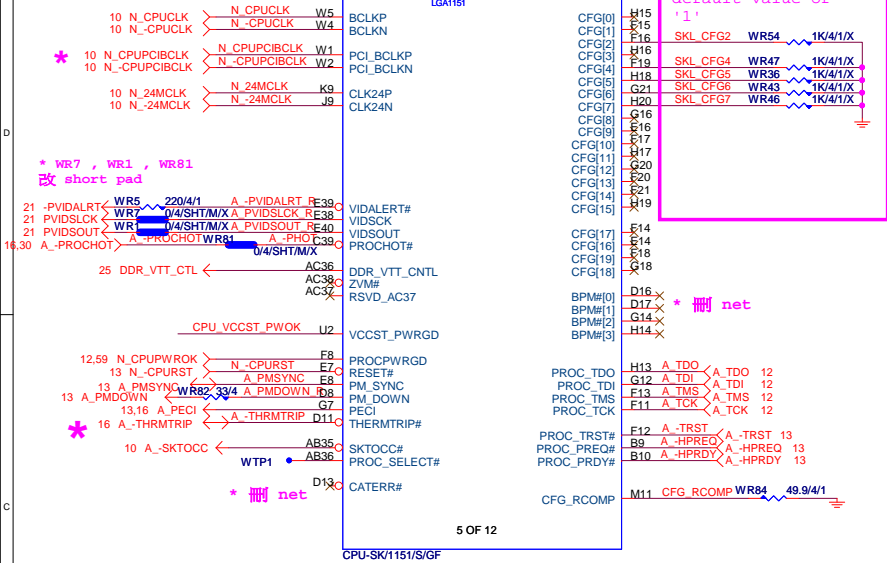 LGA1151
default value of
'1'
10 N_CPUCLK N_CPUCLK W5 BCLKP
10 N_-CPUCLK N_-CPUCLK W4 BCLKN
10 N_CPUPCIBCLK N_CPUPCIBCLK W1 PCI_BCLKP
10 N_-CPUPCIBCLK N_-CPUPCIBCLK W2 PCI_BCLKN
10 N_24MCLK N_24MCLK K9 CLK24P
10 N_-24MCLK N_-24MCLK J9 CLK24N
D
* WR7 , WR1 , WR81
改 short pad
21 -PVIDALRT WR5 220/4/1 A_-PVIDALRT_R E39 VIDALERT#
21 PVIDSLCK WR7 0/4/SHT/M/X A_PVIDSLCK_R E38 VIDSCK
21 PVIDSOUT WR1 0/4/SHT/M/X A_PVIDSOUT_R E40 VIDSOUT
16,30 A_-PROCHOT A_-PROCHOT WR81 0/4/SHT/M/X A_-PHOT C39 PROCHOT#
25 DDR_VTT_CTL AC36 DDR_VTT_CNTL
AC38 ZVM#
AC37 RSVD_AC37
CPU_VCCST_PWOK U2 VCCST_PWRGD
12,59 N_CPUPWROK F8 PROCPWRGD
13 N_-CPURST N_-CPURST E7 RESET#
13 A_PMSYNC A_PMSYNC E8 PM_SYNC
13 A_PMDOWN WR82 33/4 A_PMDOWN_R D8 PM_DOWN
13,16 A_PECI G7 PECI
16 A_-THRMTRIP A_-THRMTRIP D11 THERMTRIP#
*
10 A_-SKTOCC AB35 SKTOCC#
WTP1 AB36 PROC_SELECT#
* 割 net D13 CATERR#
C
CFG[0] H15
CFG[1] F15
CFG[2] F16 SKL_CFG2 WR54 1K/4/1/X
CFG[3] H16
CFG[4] F19 SKL_CFG4 WR47 1K/4/1/X
CFG[5] H18 SKL_CFG5 WR36 1K/4/1/X
CFG[6] G21 SKL_CFG6 WR43 1K/4/1/X
CFG[7] H20 SKL_CFG7 WR46 1K/4/1/X
CFG[8] G16
CFG[9] E16
CFG[10] F17
CFG[11] H17
CFG[12] G20
CFG[13] F20
CFG[14] F21
CFG[15] H19
CFG[17] F14
CFG[16] E14
CFG[19] F18
CFG[18] G18
BPM#[0] D16
BPM#[1] D17
BPM#[2] G14
BPM#[3] H14
* 割 net
PROC_TDO H13 A_TDO A_TDO 12
PROC_TDI G12 A_TDI A_TDI 12
PROC_TMS F13 A_TMS A_TMS 12
PROC_TCK F11 A_TCK A_TCK 12
PROC_TRST# F12 A_-TRST A_-TRST 13
PROC_PREQ# B9 A_-HPREQ A_-HPREQ 13
PROC_PRDY# B10 A_-HPRDY A_-HPRDY 13
CFG_RCOMP M11 CFG_RCOMP WR84 49.9/4/1
5 OF 12
CPU-SK/1151/S/GF